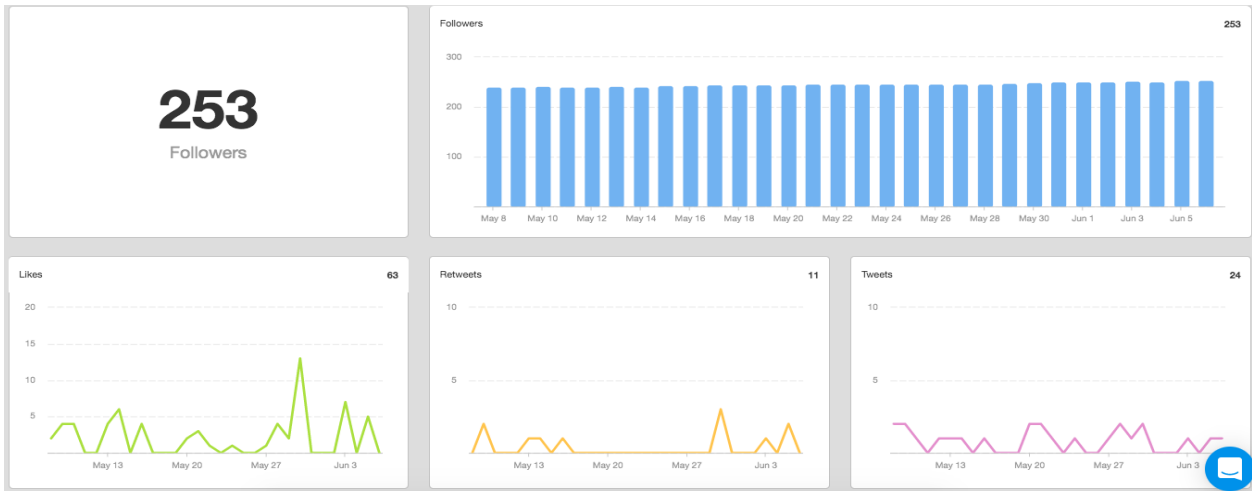 253
Followers
Followers 253
300
200
100
May 8 May 10 May 12 May 14 May 16 May 18 May 20 May 22 May 24 May 26 May 28 May 30 Jun 1 Jun 3 Jun 5
Likes 63
20
15
10
5
May 13 May 20 May 27 Jun 3
Retweets 11
10
5
May 13 May 20 May 27 Jun 3
Tweets 24
10
5
May 13 May 20 May 27 Jun 3